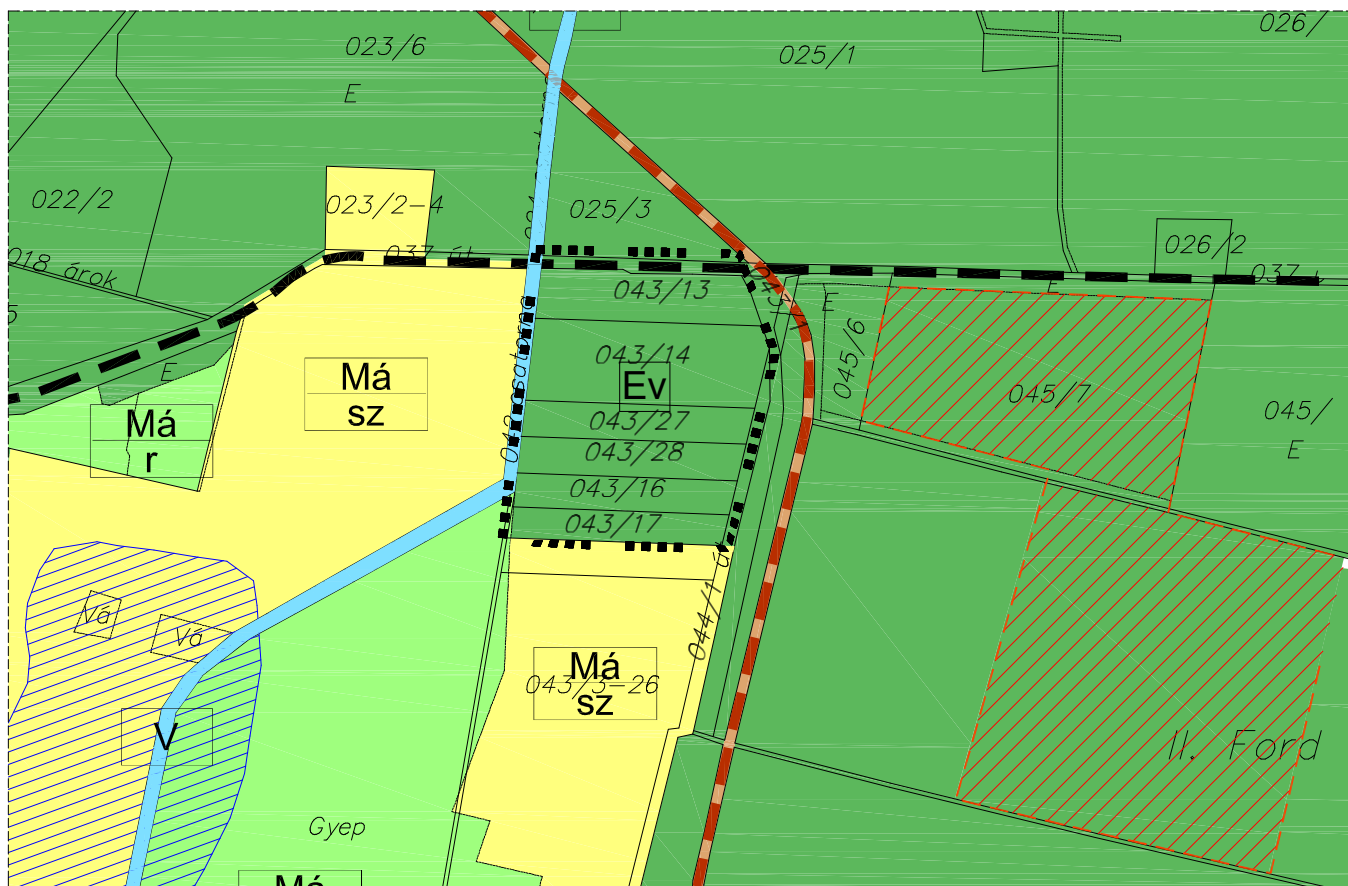 026/
023/6
025/1
E
022/2
023/2-4
025/3
026/2
037 út
018 árok
043/13
E
E
043/14
045/6
Má
sz
Ev
045/7
045/
E
Má
r
E
043/27
042 csatorna
043/28
043/16
043/17
044/1 út
Vá
Vá
Má
sz
043/3-26
V
II. Ford
Gyep
Má